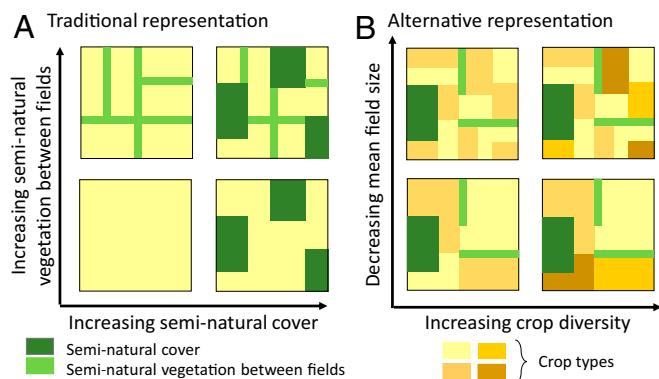 A Traditional representation
Increasing semi-natural
vegetation between fields
Increasing semi-natural cover
Semi-natural cover
Semi-natural vegetation between fields
B Alternative representation
Decreasing mean field size
Increasing crop diversity
Crop types